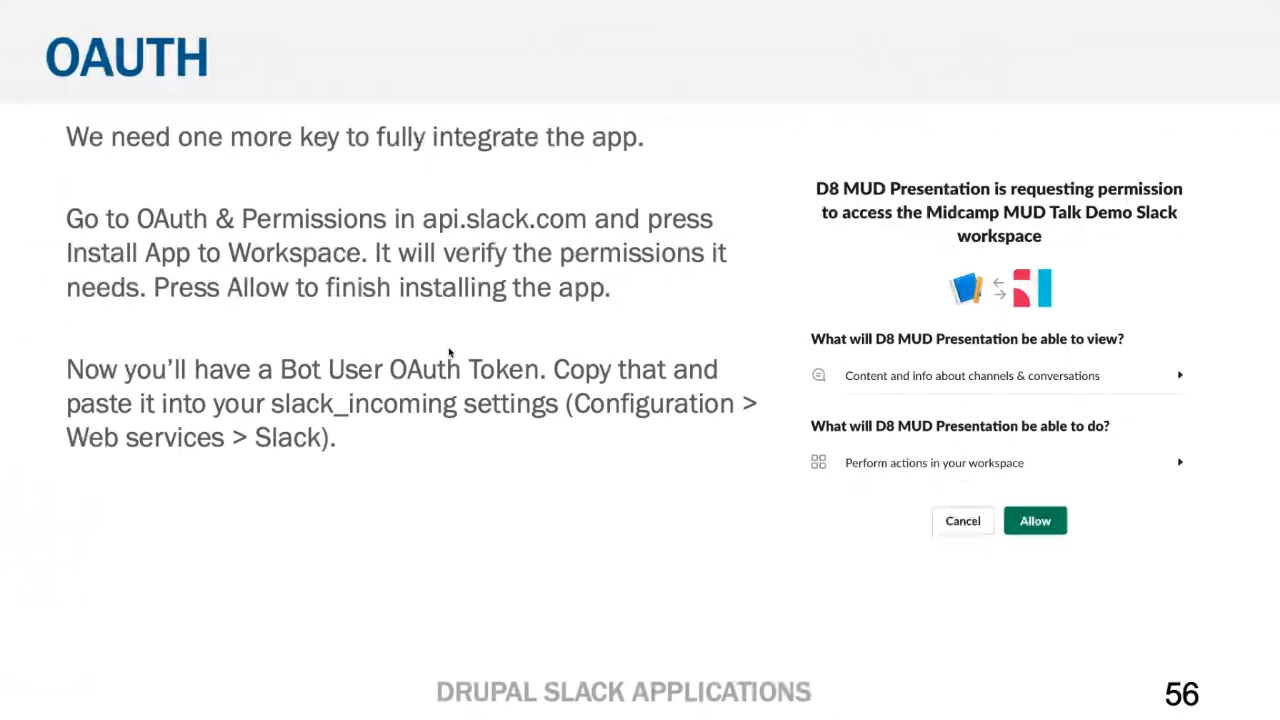 OAUTH
We need one more key to fully integrate the app.
Go to OAuth & Permissions in api.slack.com and press
Install App to Workspace. It will verify the permissions it
needs. Press Allow to finish installing the app.
Now you’ll have a Bot User OAuth Token. Copy that and
paste it into your slack_incoming settings (Configuration >
Web services > Slack).
D8 MUD Presentation is requesting permission
to access the Midcamp MUD Talk Demo Slack
workspace
What will D8 MUD Presentation be able to view?
Content and info about channels & conversations
What will D8 MUD Presentation be able to do?
Perform actions in your workspace
Cancel
Allow
DRUPAL SLACK APPLICATIONS
56